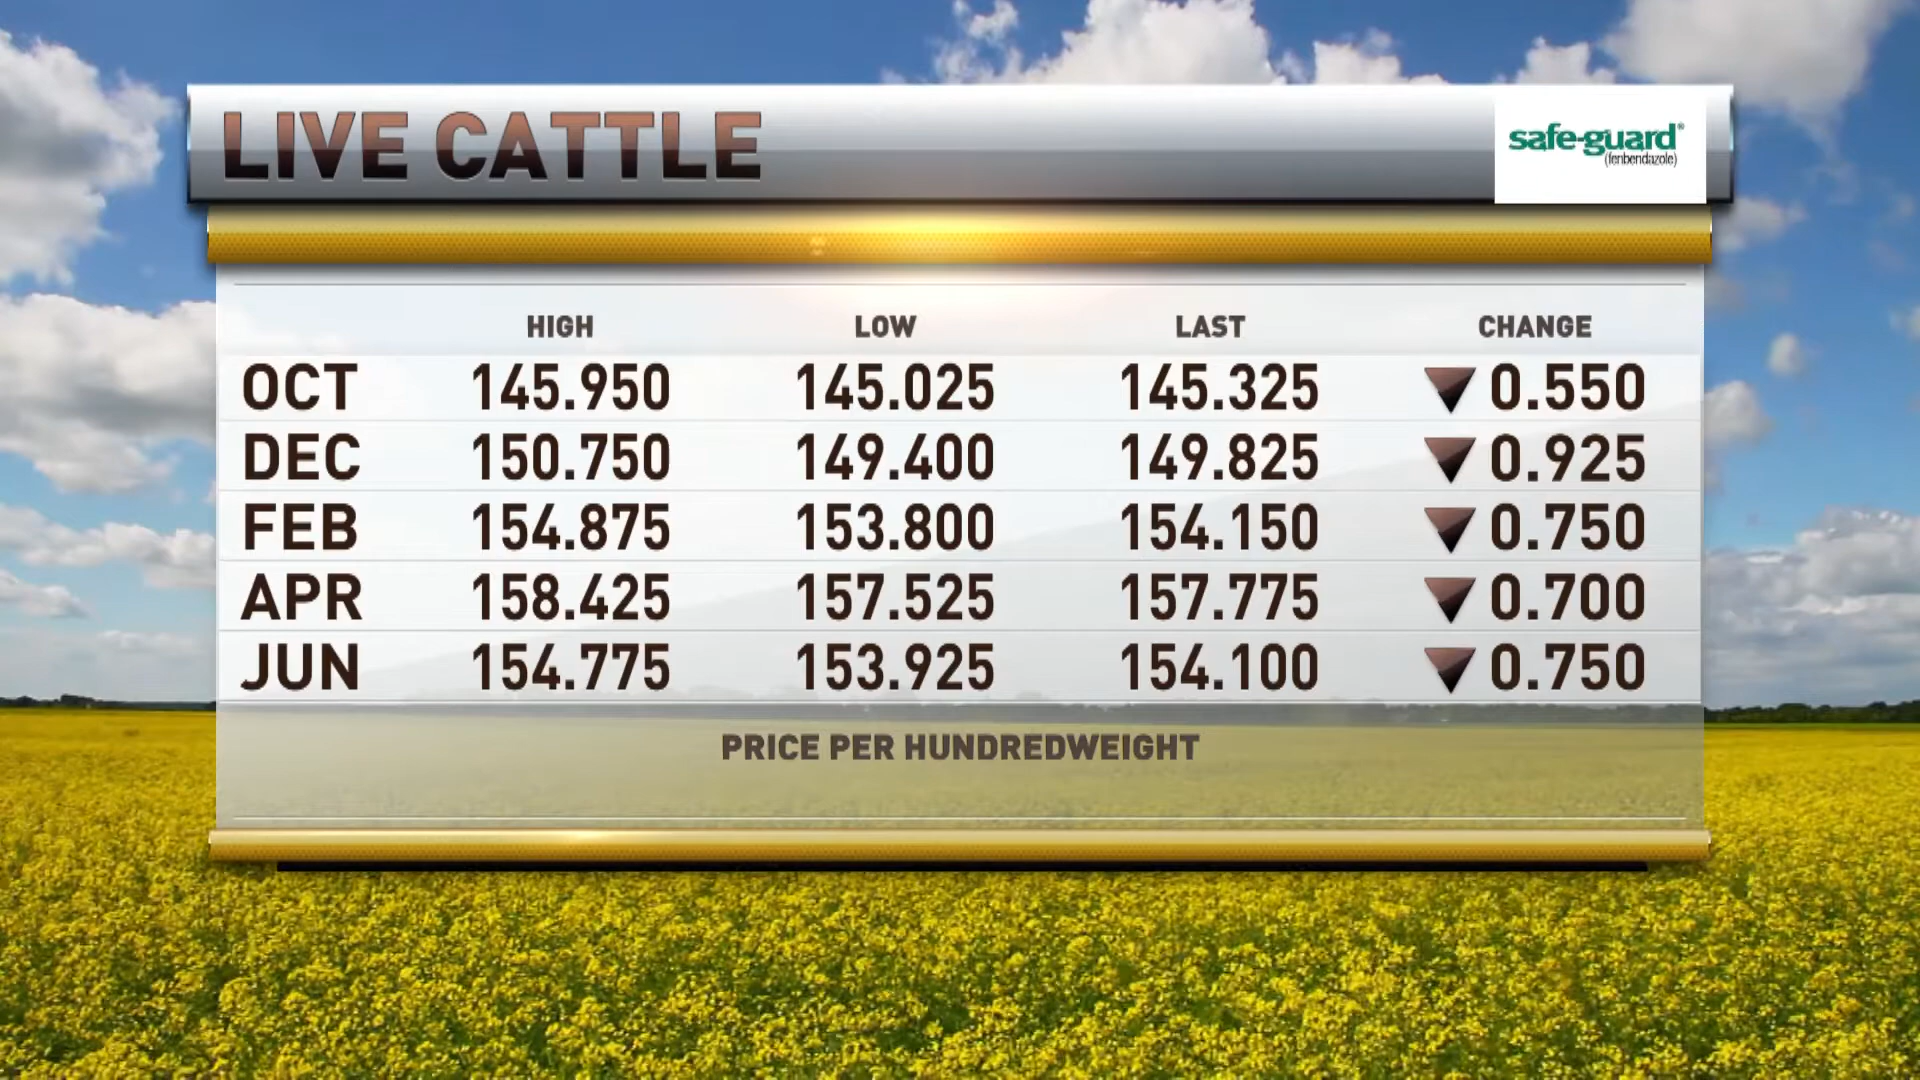 LIVE CATTLE
safe-guard®
(fenbendazole)
HIGH LOW LAST CHANGE
OCT 145.950 145.025 145.325 ▼ 0.550
DEC 150.750 149.400 149.825 ▼ 0.925
FEB 154.875 153.800 154.150 ▼ 0.750
APR 158.425 157.525 157.775 ▼ 0.700
JUN 154.775 153.925 154.100 ▼ 0.750
PRICE PER HUNDREDWEIGHT